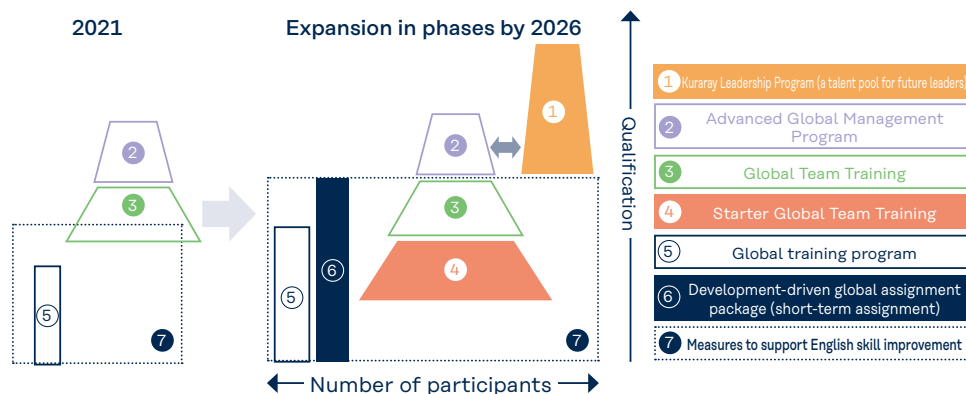 2021
Expansion in phases by 2026
2
3
5
7
1
2
3
4
5
6
7
Number of participants
Qualification
1 Kuraray Leadership Program (a talent pool for future leaders)
2 Advanced Global Management
Program
3 Global Team Training
4 Starter Global Team Training
5 Global training program
6 Development-driven global assignment
package (short-term assignment)
7 Measures to support English skill improvement